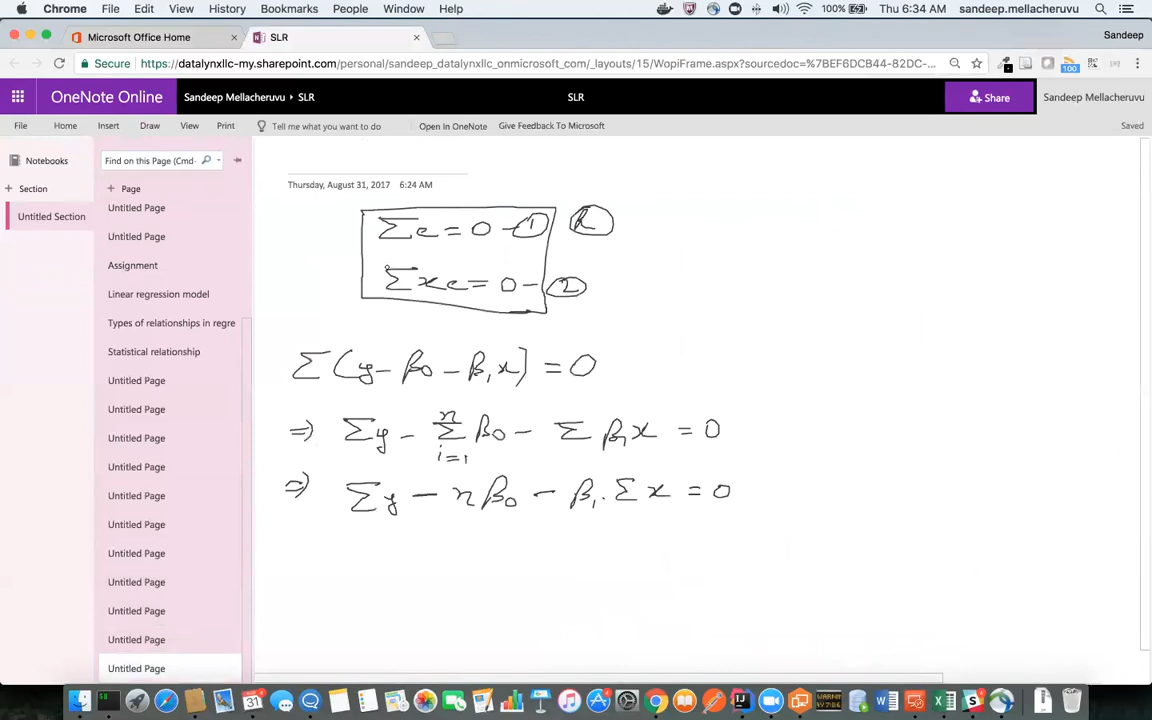 Chrome File Edit View History Bookmarks People Window Help 100% Thu 6:34 AM sandeep.mellacheruvu
Microsoft Office Home × SLR × Sandeep
Secure https://datalynxllc-my.sharepoint.com/personal/sandeep_datalynxllc_onmicrosoft_com/_layouts/15/WopiFrame.aspx?sourcedoc=%7BEF6DCB44-82DC-... 100
OneNote Online Sandeep Mellacheruvu ▸ SLR SLR Share Sandeep Mellacheruvu
File Home Insert Draw View Print Tell me what you want to do Open In OneNote Give Feedback To Microsoft Saved
Notebooks
+ Section
Untitled Section
Find on this Page (Cmd
+ Page
Untitled Page
Untitled Page
Assignment
Linear regression model
Types of relationships in regre
Statistical relationship
Untitled Page
Untitled Page
Untitled Page
Untitled Page
Untitled Page
Untitled Page
Untitled Page
Untitled Page
Untitled Page
Untitled Page
Untitled Page
Thursday, August 31, 2017 6:24 AM
Σe = 0 - ①
Σxe = 0 - ②
Σ(y - β0 - β₁x) = 0
⇒ Σy - Σ β0 - Σ β₁x = 0
n
i=1
⇒ Σy - nβ₀ - β₁. Σx = 0